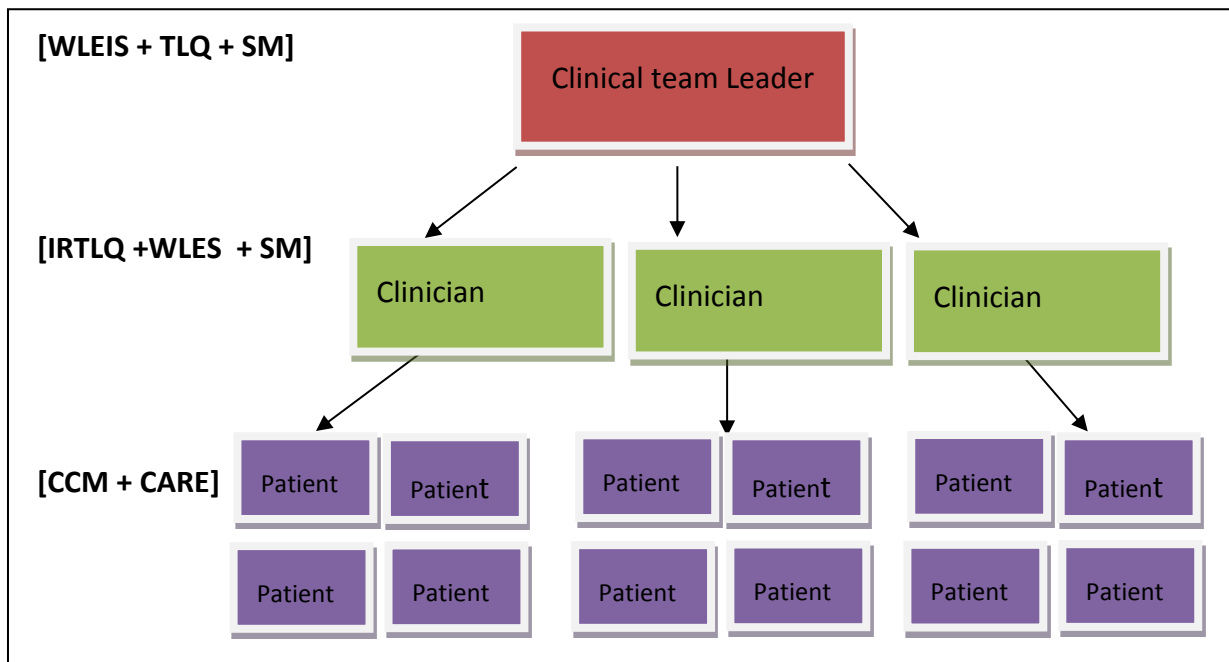 [WLEIS + TLQ + SM]
Clinical team Leader
[IRTLQ +WLES + SM]
Clinician
Clinician
Clinician
[CCM + CARE]
Patient
Patient
Patient
Patient
Patient
Patient
Patient
Patient
Patient
Patient
Patient
Patient